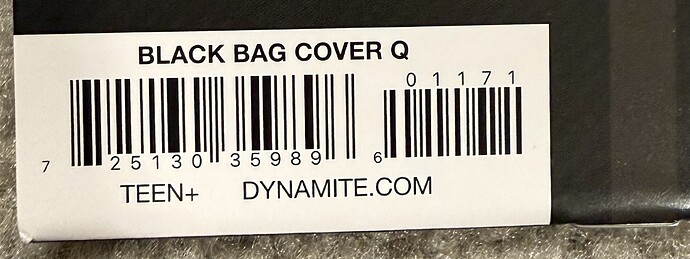 BLACK BAG COVER Q
01171
7 25130 35989 6
TEEN+ DYNAMITE.COM